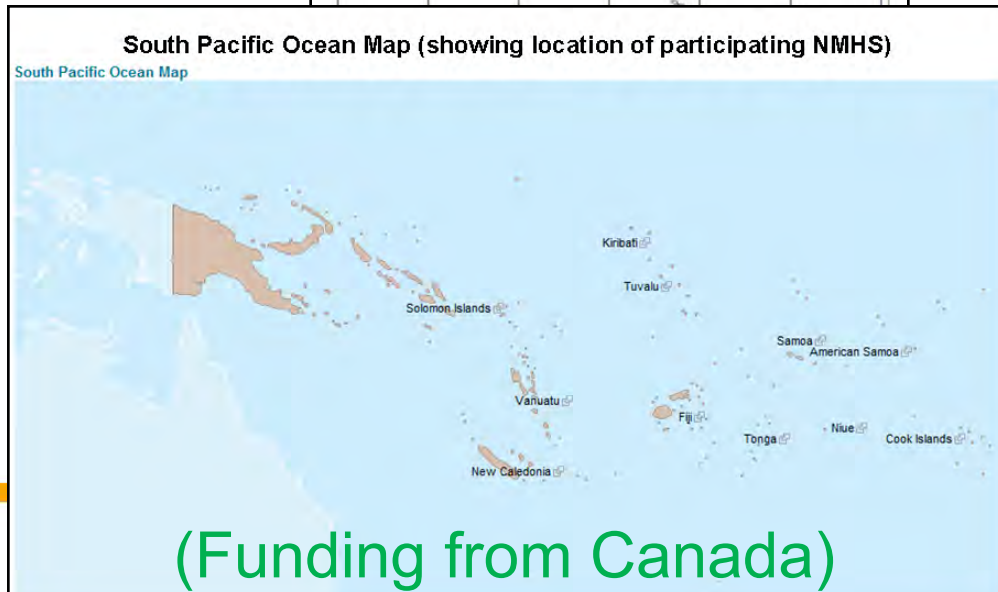 South Pacific Ocean Map (showing location of participating NMHS)
South Pacific Ocean Map
Kiribati
Tuvalu
Solomon Islands
Samoa
American Samoa
Vanuatu
Fiji
Niue
Tonga
Cook Islands
New Caledonia
(Funding from Canada)